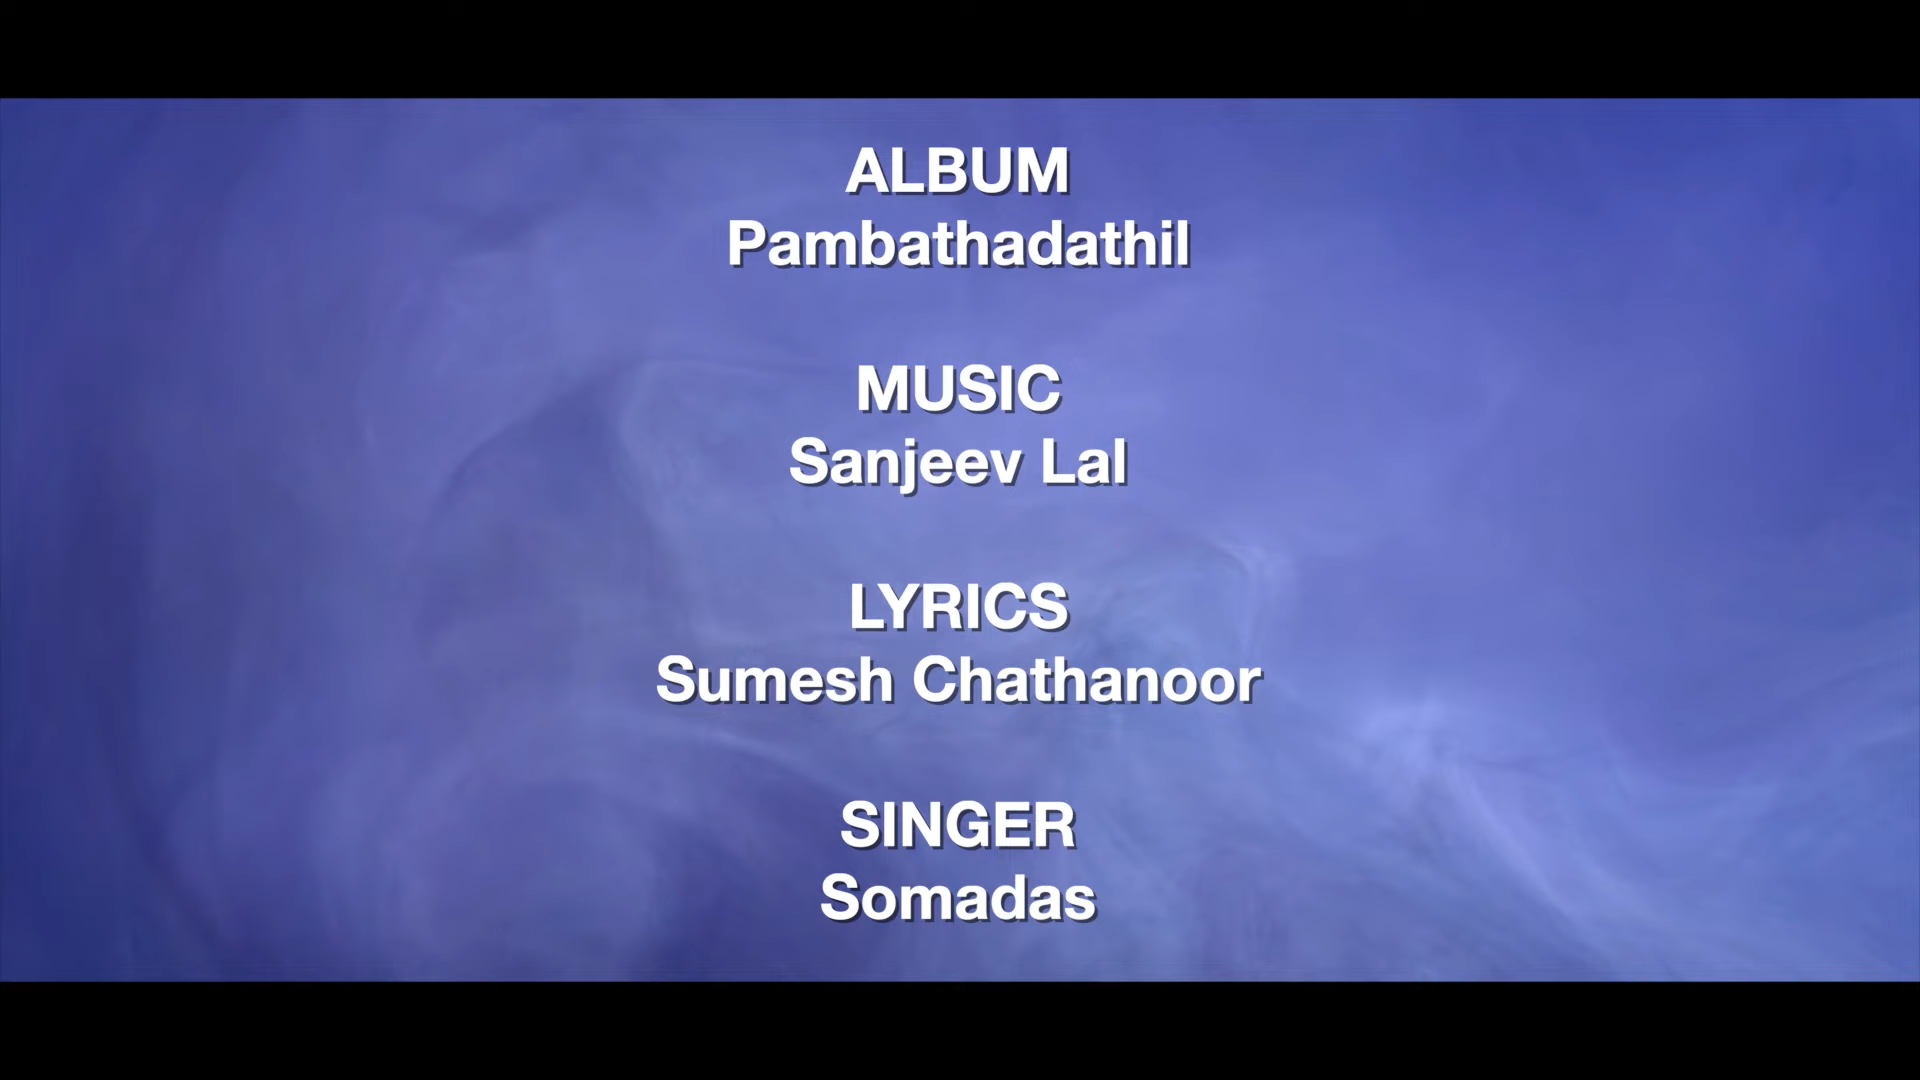 ALBUM
Pambathadathil
MUSIC
Sanjeev Lal
LYRICS
Sumesh Chathanoor
SINGER
Somadas